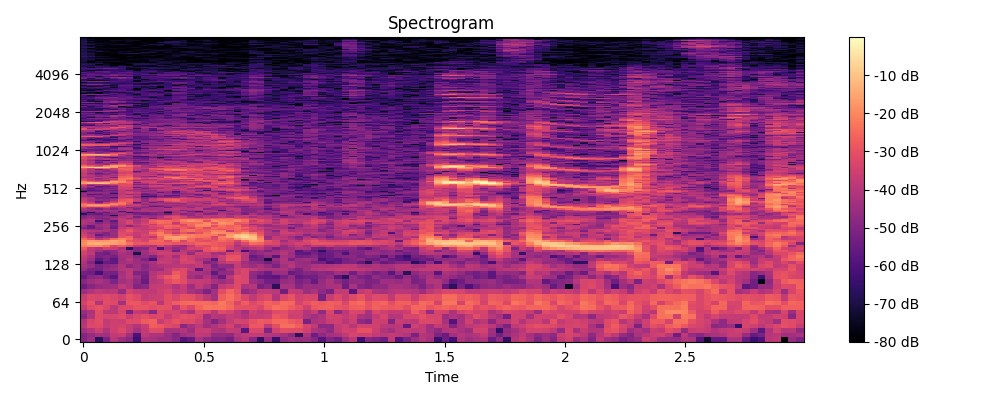 Spectrogram
4096
2048
1024
512
256
128
64
0
Hz
0
0.5
1
1.5
2
2.5
Time
-10 dB
-20 dB
-30 dB
-40 dB
-50 dB
-60 dB
-70 dB
-80 dB